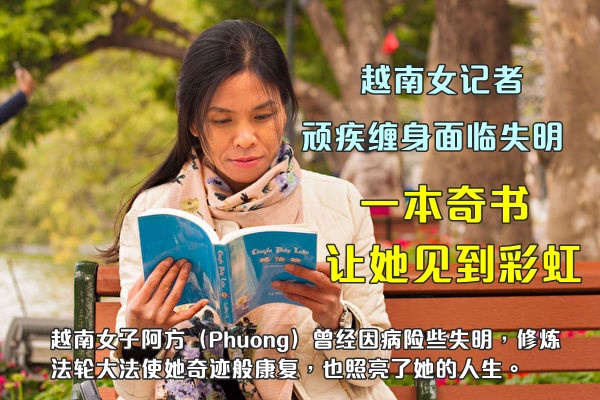 越南女记者
顽疾缠身面临失明
一本奇书
让她见到彩虹
Chuyển Pháp Luân
越南女子阿方（Phuong）曾经因病险些失明，修炼
法轮大法使她奇迹般康复，也照亮了她的人生。